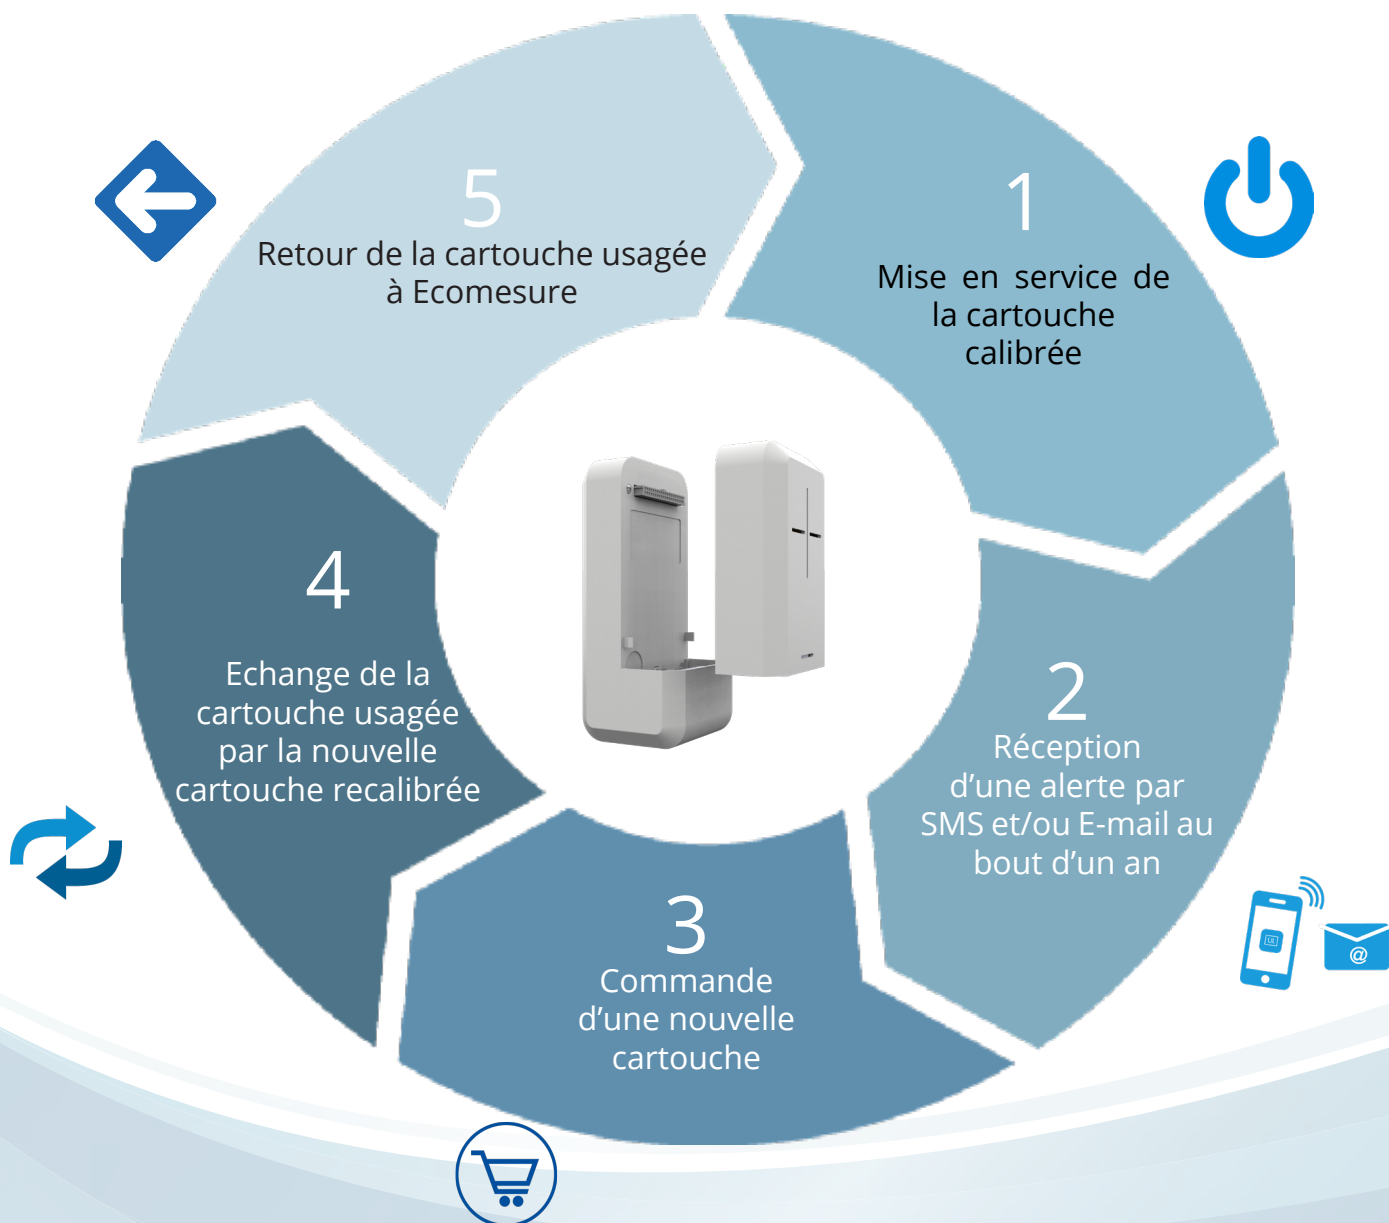 1
Mise en service de
la cartouche
calibrée
2
Réception
d’une alerte par
SMS et/ou E-mail au
bout d’un an
3
Commande
d’une nouvelle
cartouche
4
Echange de la
cartouche usagée
par la nouvelle
cartouche recalibrée
5
Retour de la cartouche usagée
à Ecomesure
@